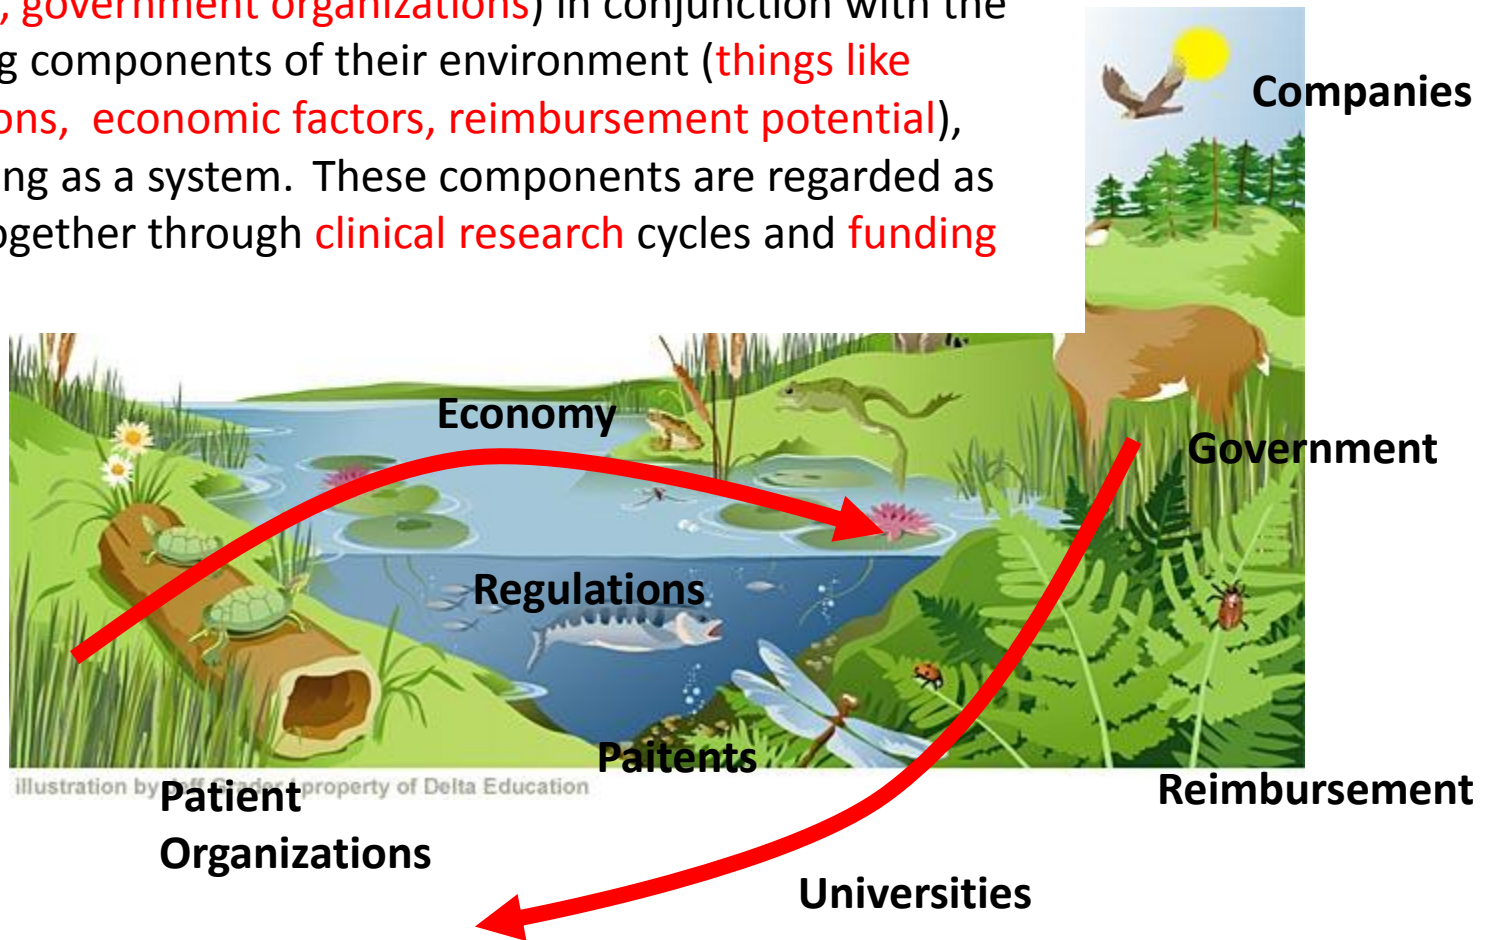 , government organizations) in conjunction with the
g components of their environment (things like
ons, economic factors, reimbursement potential),
ng as a system. These components are regarded as
ogether through clinical research cycles and funding
Companies
Economy
Government
Regulations
Paitents
illustration by property of Delta Education
Patient
Organizations
Reimbursement
Universities